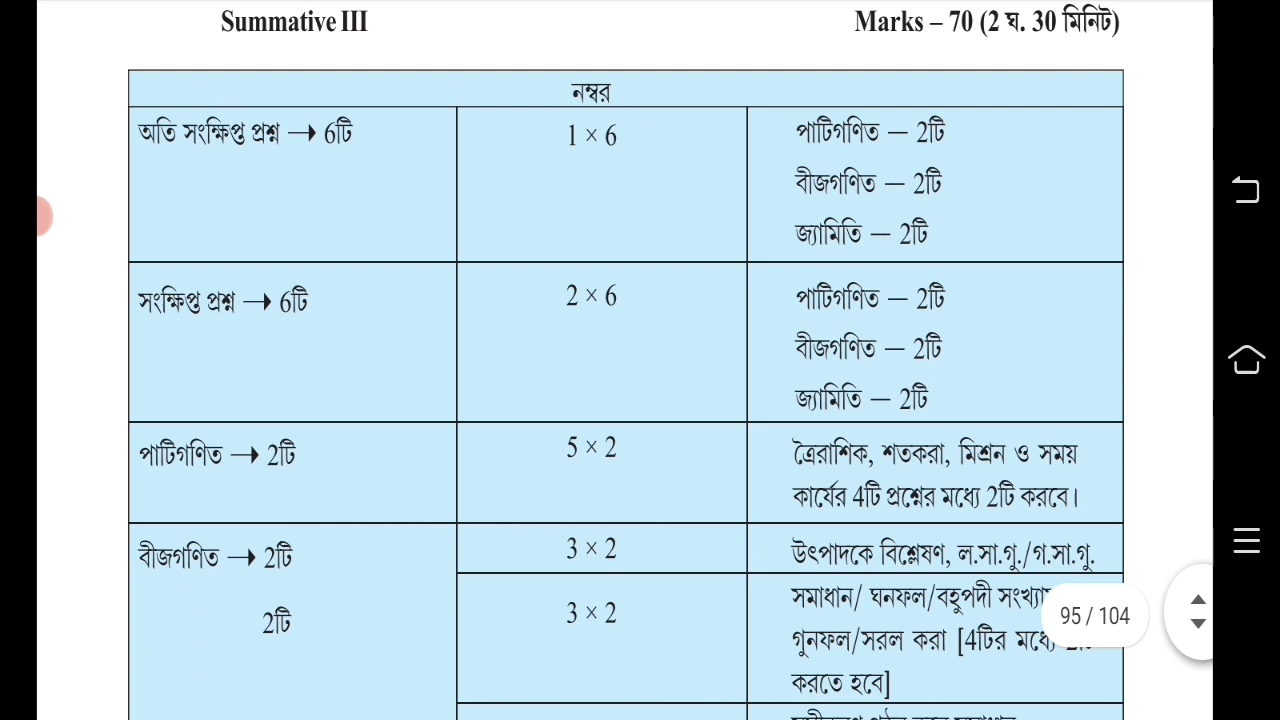 Summative III
Marks – 70 (2 ঘ. 30 মিনিট)
নম্বর
অতি সংক্ষিপ্ত প্রশ্ন → 6টি
1 × 6
পাটিগণিত — 2টি
বীজগণিত — 2টি
জ্যামিতি — 2টি
সংক্ষিপ্ত প্রশ্ন → 6টি
2 × 6
পাটিগণিত — 2টি
বীজগণিত — 2টি
জ্যামিতি — 2টি
পাটিগণিত → 2টি
5 × 2
ত্রৈরাশিক, শতকরা, মিশ্রন ও সময়
কার্যের 4টি প্রশ্নের মধ্যে 2টি করবে।
বীজগণিত → 2টি
3 × 2
উৎপাদকে বিশ্লেষণ, ল.সা.গু./গ.সা.গু.
2টি
3 × 2
সমাধান/ ঘনফল/বহুপদী
গুনফল/সরল করা [4টির মধ্যে
করতে হবে]
95 / 104